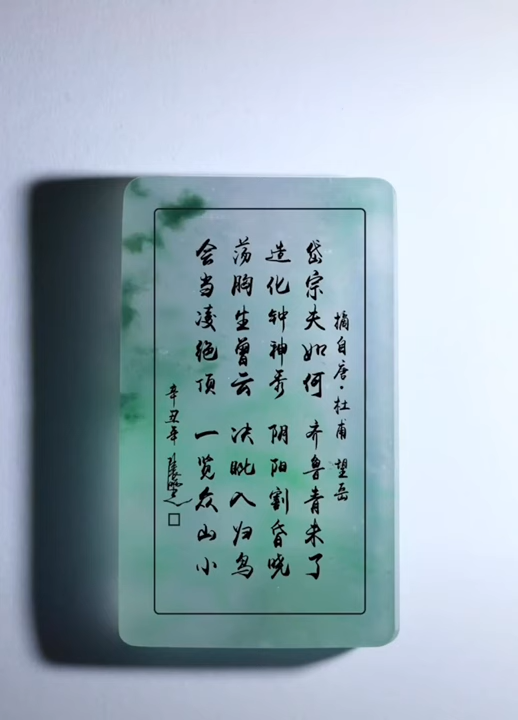 摘自唐·杜甫 望岳
岱宗夫如何 齐鲁青未了
造化钟神秀 阴阳割昏晓
荡胸生曾云 决眦入归鸟
会当凌绝顶 一览众山小
辛丑年